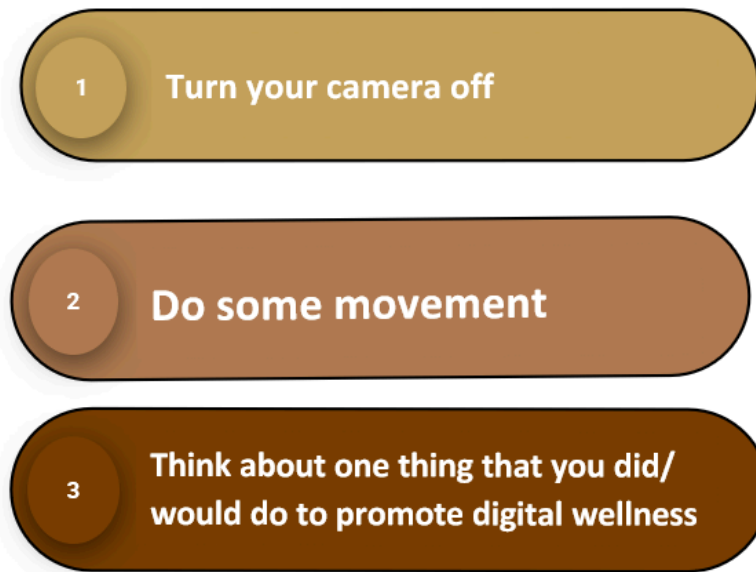 1 Turn your camera off
2 Do some movement
3 Think about one thing that you did/
would do to promote digital wellness